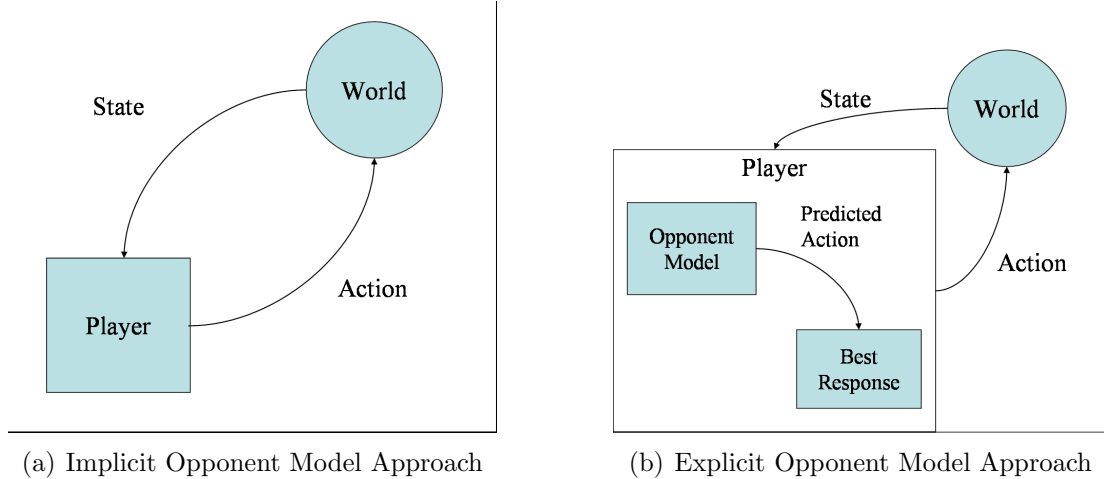 World
State
Action
Player
(a) Implicit Opponent Model Approach
World
State
Player
Predicted
Action
Opponent
Model
Action
Best
Response
(b) Explicit Opponent Model Approach